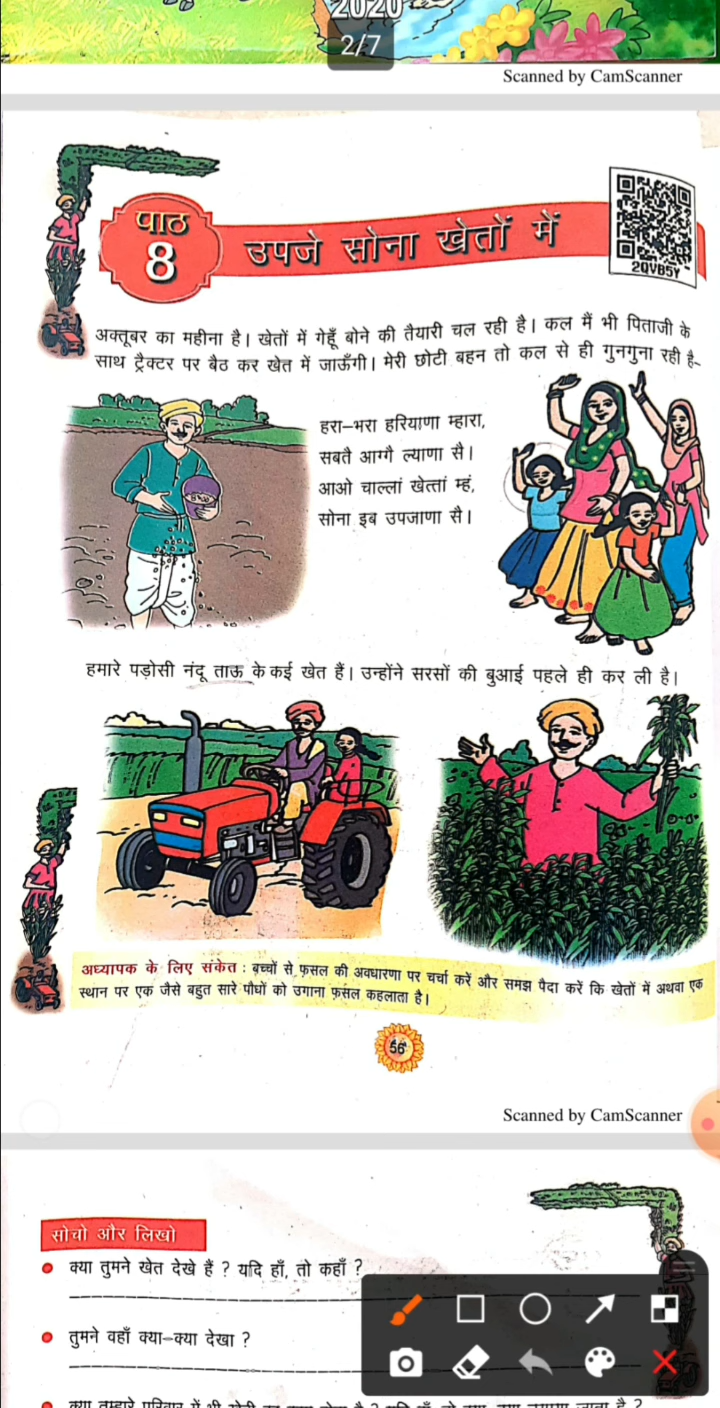 2020
2/7
Scanned by CamScanner
पाठ
8
उपजे सोना खेतों में
2QVB5Y
अक्तूबर का महीना है। खेतों में गेहूँ बोने की तैयारी चल रही है। कल मैं भी पिताजी के
साथ ट्रैक्टर पर बैठ कर खेत में जाऊँगी। मेरी छोटी बहन तो कल से ही गुनगुना रही है-
हरा-भरा हरियाणा म्हारा,
सबतै आग्गै ल्याणा सै।
आओ चाल्लां खेत्तां म्हं,
सोना इब उपजाणा सै।
हमारे पड़ोसी नंदू ताऊ के कई खेत हैं। उन्होंने सरसों की बुआई पहले ही कर ली है।
अध्यापक के लिए संकेत : बच्चों से फ़सल की अवधारणा पर चर्चा करें और समझ पैदा करें कि खेतों में अथवा एक
स्थान पर एक जैसे बहुत सारे पौधों को उगाना फ़सल कहलाता है।
56
Scanned by CamScanner
सोचो और लिखो
क्या तुमने खेत देखे हैं ? यदि हाँ, तो कहाँ ?
तुमने वहाँ क्या-क्या देखा ?